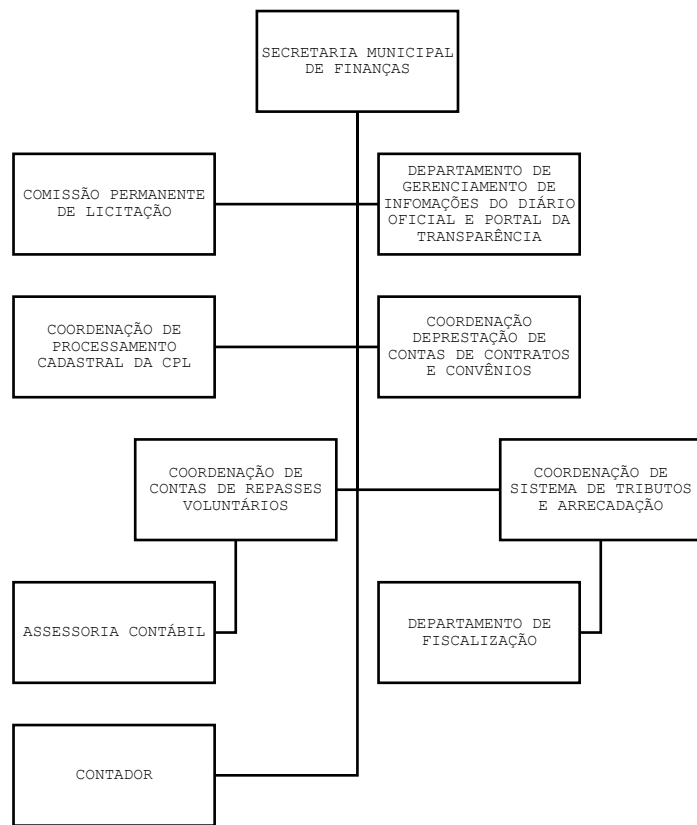 SECRETARIA MUNICIPAL
DE FINANÇAS
COMISSÃO PERMANENTE
DE LICITAÇÃO
DEPARTAMENTO DE
GERENCIAMENTO DE
INFOMAÇÕES DO DIÁRIO
OFICIAL E PORTAL DA
TRANSPARÊNCIA
COORDENAÇÃO DE
PROCESSAMENTO
CADASTRAL DA CPL
COORDENAÇÃO
DEPRESTAÇÃO DE
CONTAS DE CONTRATOS
E CONVÊNIOS
COORDENAÇÃO DE
CONTAS DE REPASSES
VOLUNTÁRIOS
COORDENAÇÃO DE
SISTEMA DE TRIBUTOS
E ARRECADAÇÃO
ASSESSORIA CONTÁBIL
DEPARTAMENTO DE
FISCALIZAÇÃO
CONTADOR